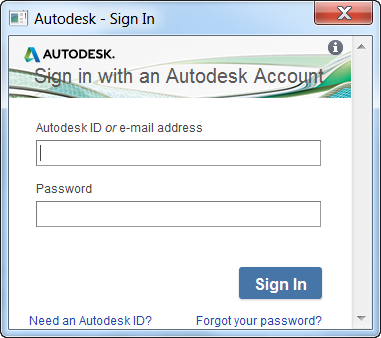 Autodesk - Sign In
AUTODESK.
Sign in with an Autodesk Account
Autodesk ID or e-mail address
Password
Sign In
Need an Autodesk ID? Forgot your password?